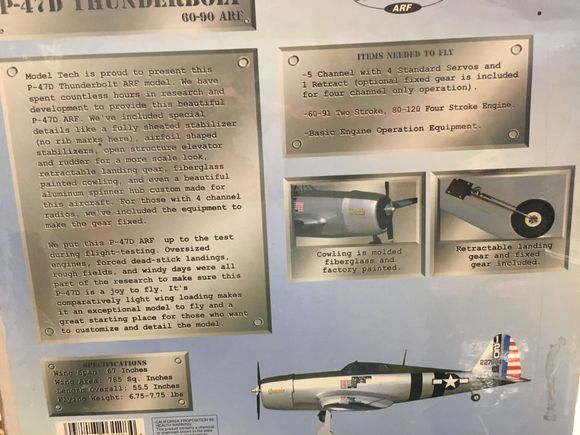 P-47D THUNDERBOLT
60-90 ARF
ARF
Model Tech is proud to present this
P-47D Thunderbolt ARF model. We have
spent countless hours in research and
development to provide this beautiful
P-47D ARF. We've included special
details like a fully sheeted stabilizer
(no rib marks here), airfoil shaped
stabilizers, open structure elevator
and rudder for a more scale look,
retractable landing gear, fiberglass
painted cowling, and even a beautiful
aluminum spinner hub custom made for
this aircraft. For those with 4 channel
radios, we've included the equipment to
make the gear fixed.
We put this P-47D ARF up to the test
during flight-testing. Oversized
engines, forced dead-stick landings,
rough fields, and windy days were all
part of the research to make sure this
P-47D is a joy to fly. It's
comparatively light wing loading makes
it an exceptional model to fly and a
great starting place for those who want
to customize and detail the model.
ITEMS NEEDED TO FLY
-5 Channel with 4 Standard Servos and
1 Retract (optional fixed gear is included
for four channel only operation).
-60-91 Two Stroke, 80-120 Four Stroke Engine.
-Basic Engine Operation Equipment.
Cowling is molded
fiberglass and
factory painted.
Retractable landing
gear and fixed
gear included.
SPECIFICATIONS
Wing Span: 67 Inches
Wing Area: 785 Sq. Inches
Length Overall: 55.5 Inches
Flying Weight: 6.75-7.75 lbs
CALIFORNIA PROPOSITION 65
HEALTH WARNING:
This product contains a chemical